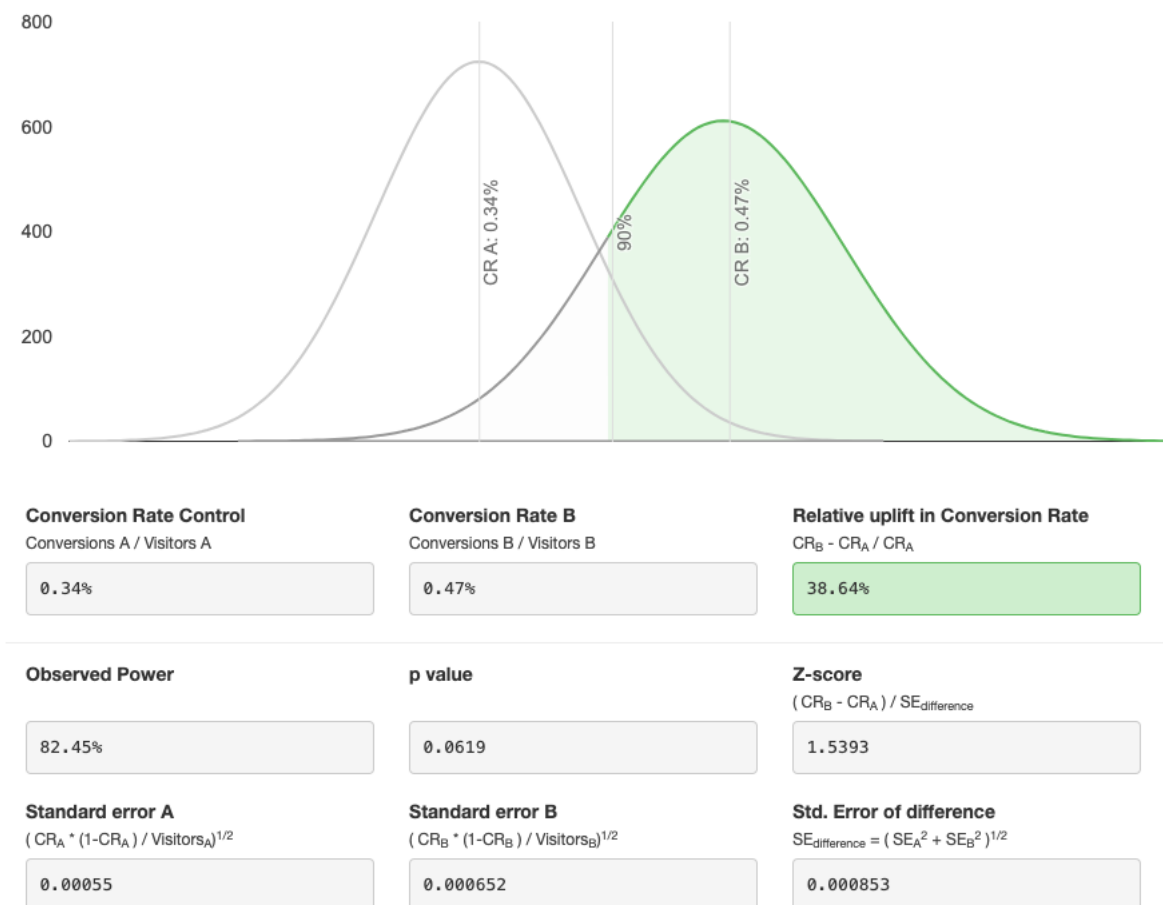 800
600
400
200
0
CR A: 0.34%
90%
CR B: 0.47%
Conversion Rate Control
Conversions A / Visitors A
0.34%
Conversion Rate B
Conversions B / Visitors B
0.47%
Relative uplift in Conversion Rate
CRB - CRA / CRA
38.64%
Observed Power
82.45%
p value
0.0619
Z-score
( CRB - CRA ) / SEdifference
1.5393
Standard error A
( CRA * (1-CRA ) / VisitorsA)1/2
0.00055
Standard error B
( CRB * (1-CRB ) / VisitorsB)1/2
0.000652
Std. Error of difference
SEdifference = ( SEA2 + SEB2 )1/2
0.000853